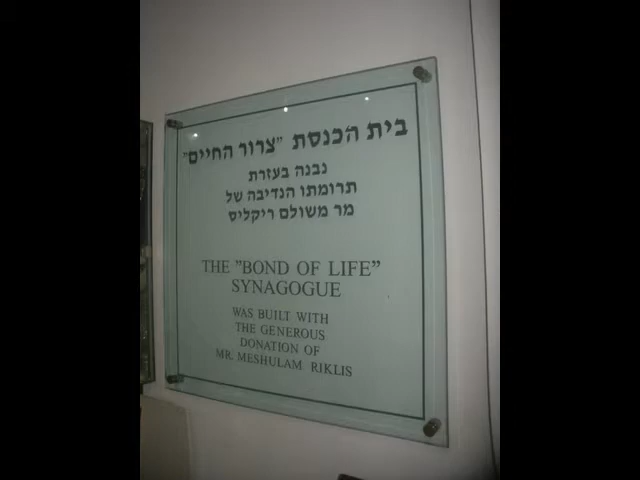 בית הכנסת "צרור החיים"
נבנה בעזרת
תרומתו הנדיבה של
מר משולם ריקליס
THE "BOND OF LIFE"
SYNAGOGUE
WAS BUILT WITH
THE GENEROUS
DONATION OF
MR. MESHULAM RIKLIS